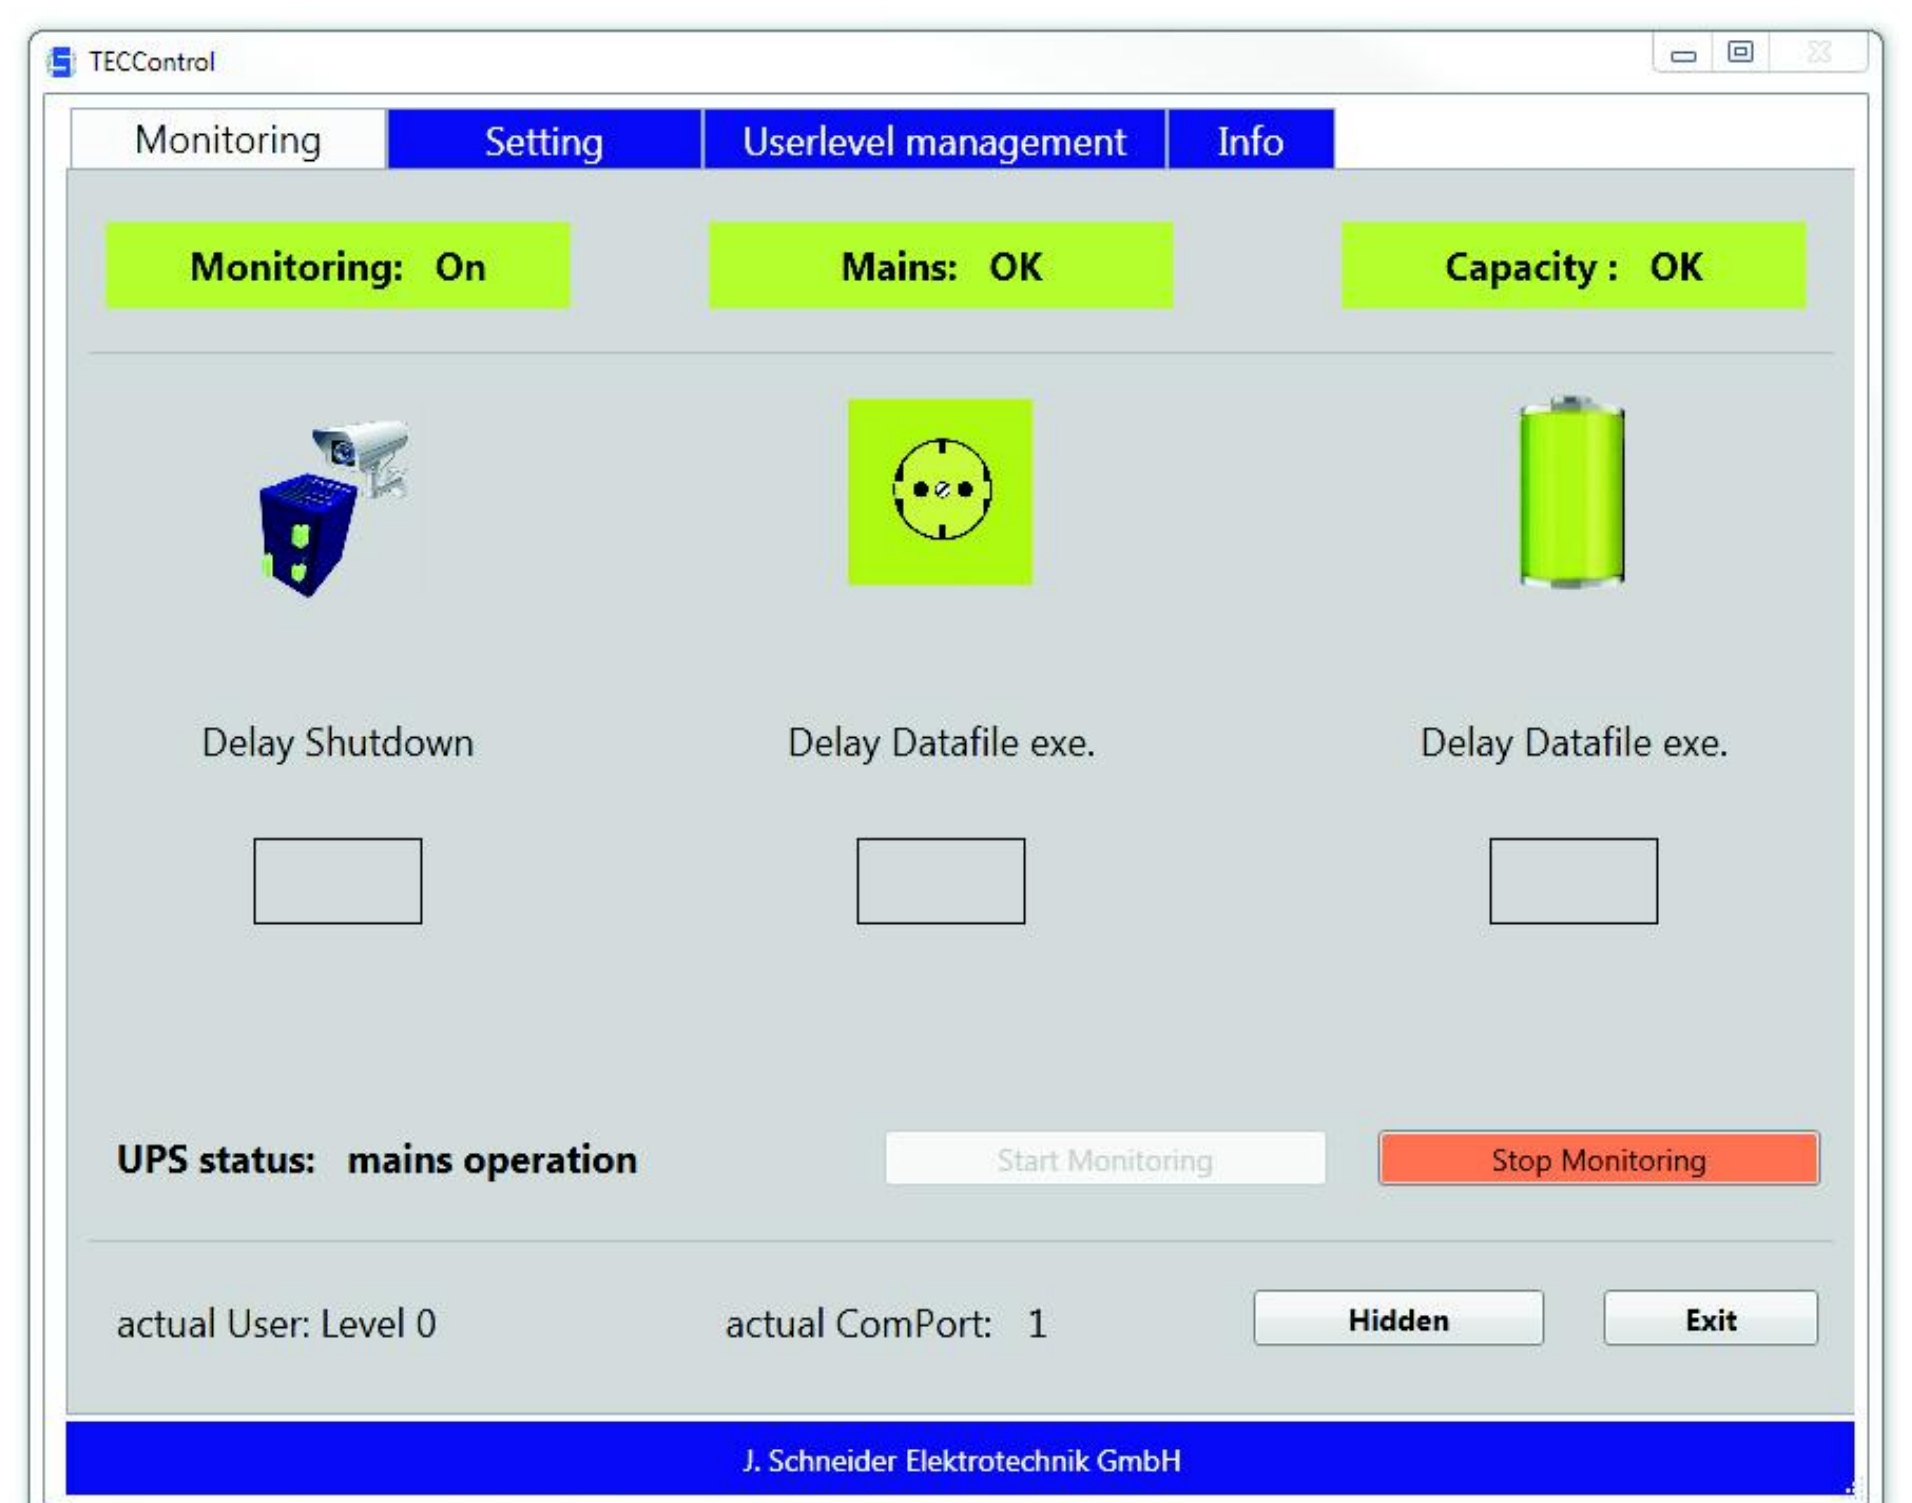 TECControl
Monitoring Setting Userlevel management Info
Monitoring: On Mains: OK Capacity : OK
Delay Shutdown Delay Datafile exe. Delay Datafile exe.
UPS status: mains operation Start Monitoring Stop Monitoring
actual User: Level 0 actual ComPort: 1 Hidden Exit
J. Schneider Elektrotechnik GmbH